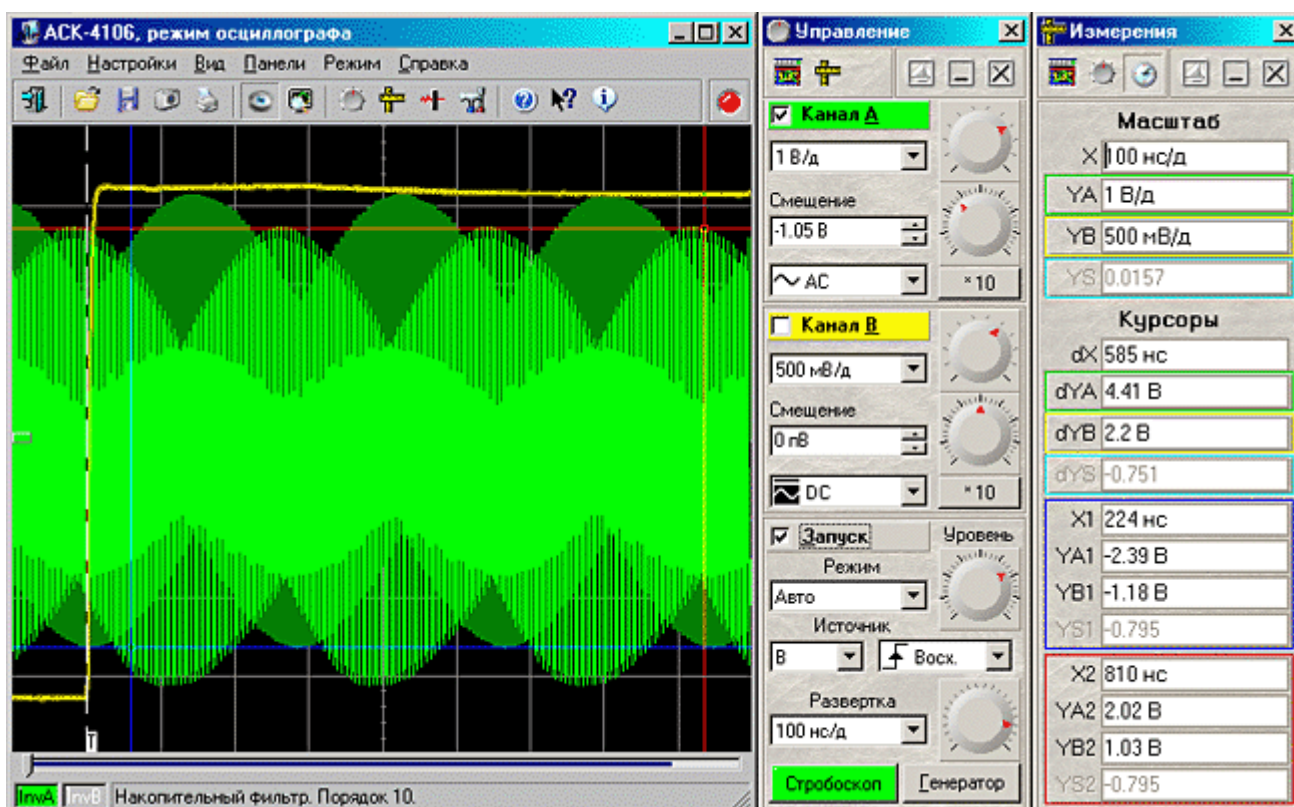 АСК-4106, режим осциллографа
Файл Настройки Вид Панели Режим Справка
T
InvA InvB Накопительный фильтр. Порядок 10.
Управление
Канал A
1 В/д
Смещение
-1.05 В
AC
*10
Канал B
500 мВ/д
Смещение
0 пВ
DC
*10
Запуск Уровень
Режим
Авто
Источник
В Восх.
Развертка
100 нс/д
Стробоскоп Генератор
Измерения
Масштаб
X 100 нс/д
YA 1 В/д
YB 500 мВ/д
YS 0.0157
Курсоры
dX 585 нс
dYA 4.41 В
dYB 2.2 В
dYS -0.751
X1 224 нс
YA1 -2.39 В
YB1 -1.18 В
YS1 -0.795
X2 810 нс
YA2 2.02 В
YB2 1.03 В
YS2 -0.795